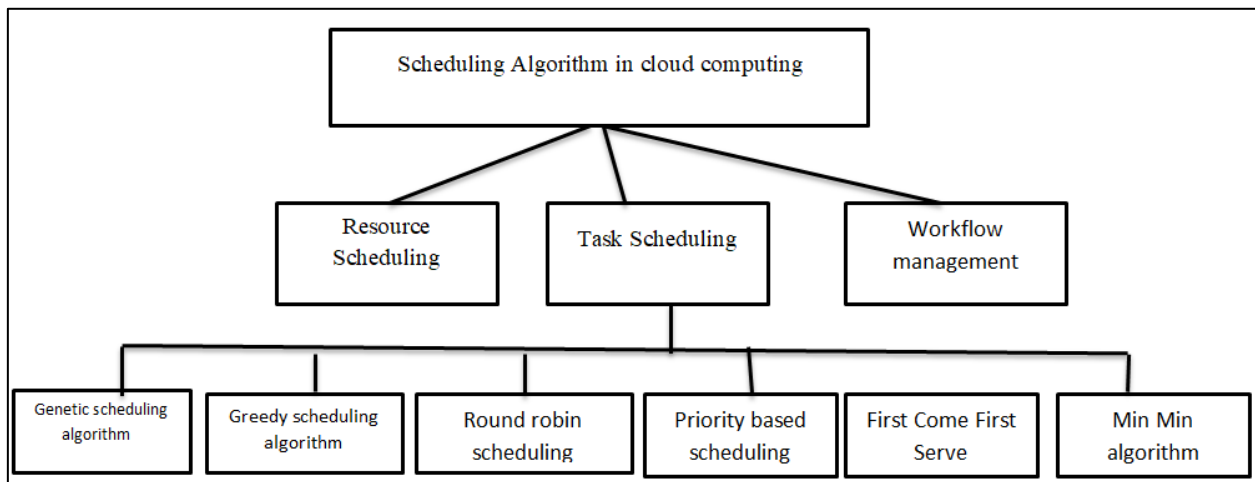 Scheduling Algorithm in cloud computing
Resource
Scheduling
Task Scheduling
Workflow
management
Genetic scheduling
algorithm
Greedy scheduling
algorithm
Round robin
scheduling
Priority based
scheduling
First Come First
Serve
Min Min
algorithm